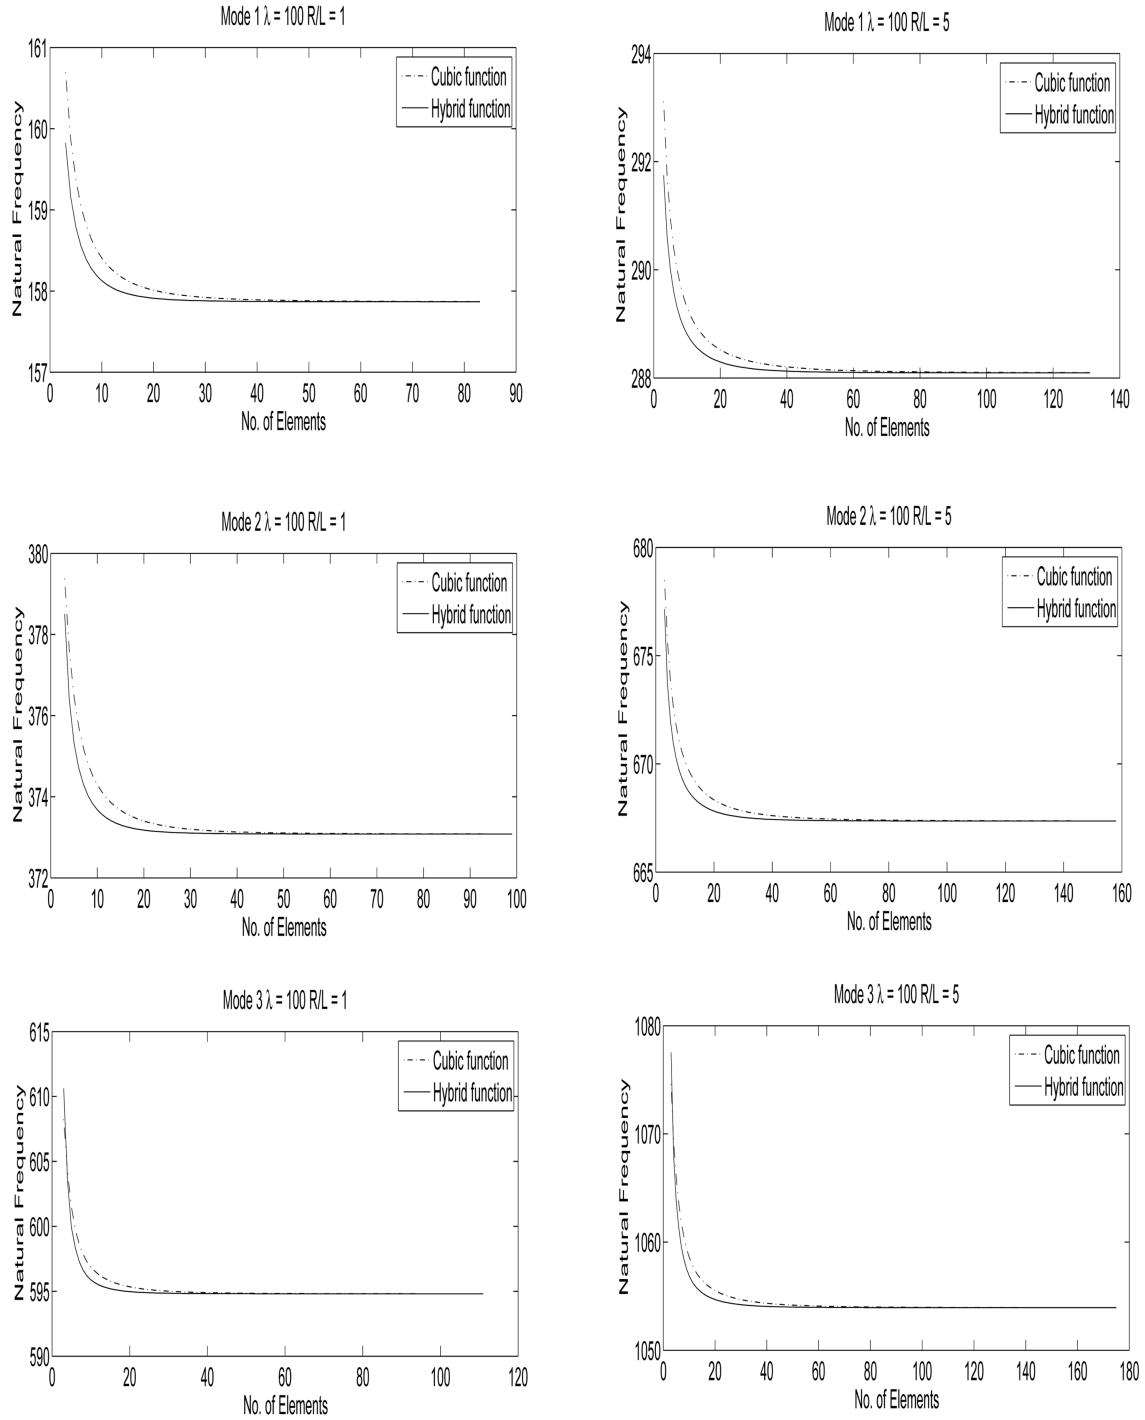 Mode 1 λ = 100 R/L = 1
161
160
159
158
157
Natural Frequency
Cubic function
Hybrid function
0 10 20 30 40 50 60 70 80 90
No. of Elements
Mode 1 λ = 100 R/L = 5
294
292
290
288
Natural Frequency
Cubic function
Hybrid function
0 20 40 60 80 100 120 140
No. of Elements
Mode 2 λ = 100 R/L = 1
380
378
376
374
372
Natural Frequency
Cubic function
Hybrid function
0 10 20 30 40 50 60 70 80 90 100
No. of Elements
Mode 2 λ = 100 R/L = 5
680
675
670
665
Natural Frequency
Cubic function
Hybrid function
0 20 40 60 80 100 120 140 160
No. of Elements
Mode 3 λ = 100 R/L = 1
615
610
605
600
595
590
Natural Frequency
Cubic function
Hybrid function
0 20 40 60 80 100 120
No. of Elements
Mode 3 λ = 100 R/L = 5
1080
1070
1060
1050
Natural Frequency
Cubic function
Hybrid function
0 20 40 60 80 100 120 140 160 180
No. of Elements